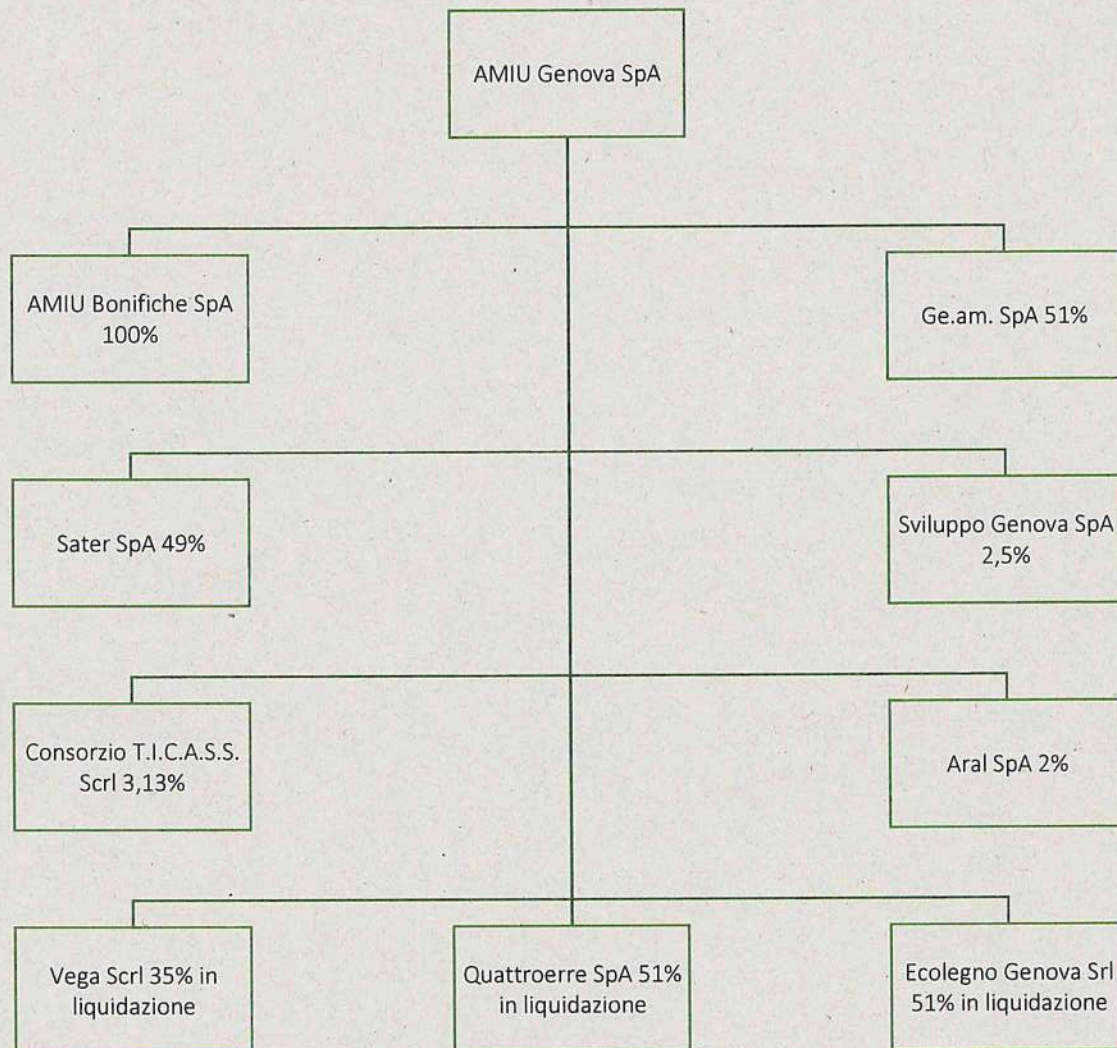 AMIU Genova SpA
AMIU Bonifiche SpA
100%
Ge.am. SpA 51%
Sater SpA 49%
Sviluppo Genova SpA
2,5%
Consorzio T.I.C.A.S.S.
Scrl 3,13%
Aral SpA 2%
Vega Scrl 35% in
liquidazione
Quattroerre SpA 51%
in liquidazione
Ecolegno Genova Srl
51% in liquidazione